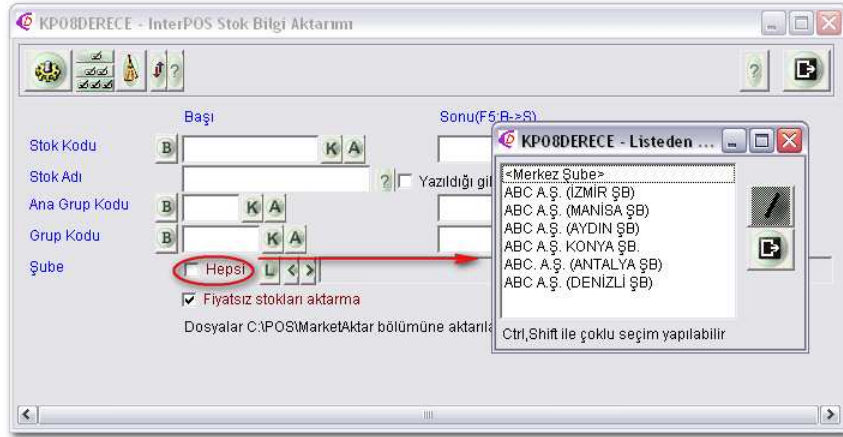 KP08DERECE - InterPOS Stok Bilgi Aktarımı
? ?
Başı Sonu(F5:B->S)
Stok Kodu B K A
Stok Adı ? Yazıldığı gi
Ana Grup Kodu B K A
Grup Kodu B K A
Şube Hepsi L < >
Fiyatsız stokları aktarma
Dosyalar C:\POS\MarketAktar bölümüne aktarıla
KP08DERECE - Listeden ...
<Merkez Şube>
ABC A.Ş. (İZMİR ŞB)
ABC A.Ş. (MANİSA ŞB)
ABC A.Ş. (AYDIN ŞB)
ABC A.Ş. KONYA ŞB.
ABC. A.Ş. (ANTALYA ŞB)
ABC A.Ş. (DENİZLİ ŞB)
Ctrl,Shift ile çoklu seçim yapılabilir